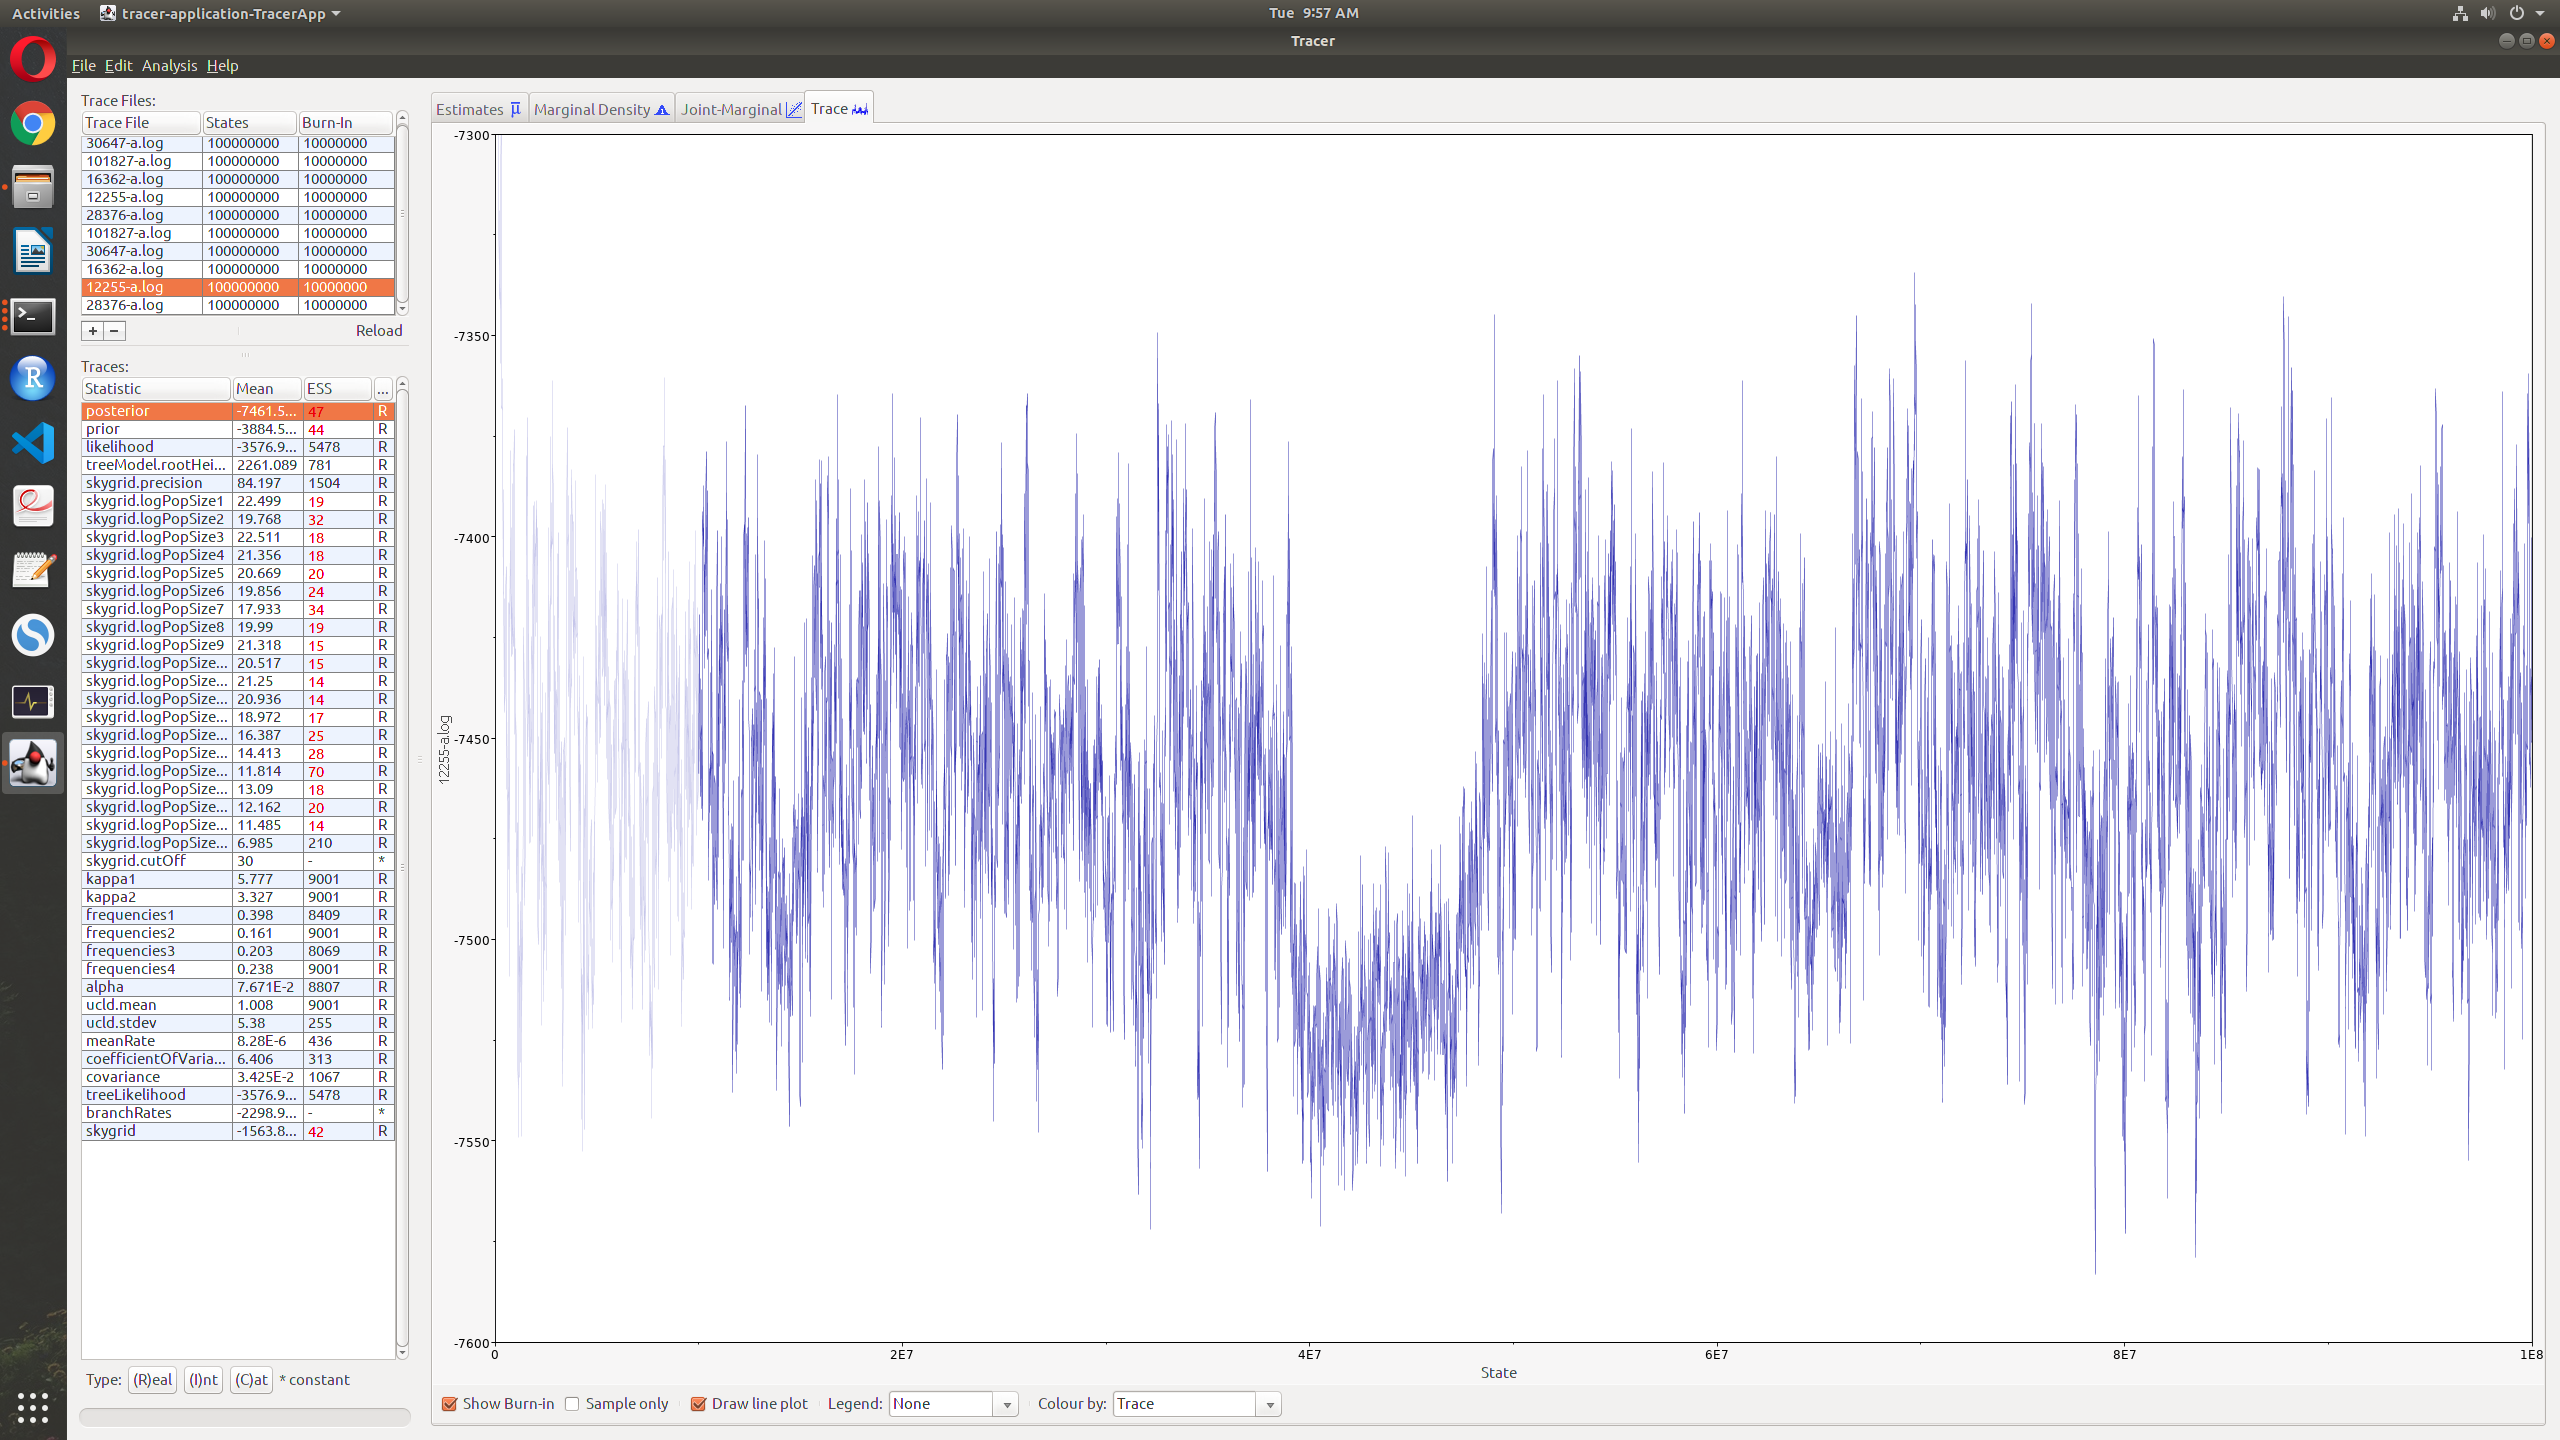 Activities tracer-application-TracerApp Tue 9:57 AM
Tracer
File Edit Analysis Help
Trace Files:
Trace File States Burn-In
30647-a.log 100000000 10000000
101827-a.log 100000000 10000000
16362-a.log 100000000 10000000
12255-a.log 100000000 10000000
28376-a.log 100000000 10000000
101827-a.log 100000000 10000000
30647-a.log 100000000 10000000
16362-a.log 100000000 10000000
12255-a.log 100000000 10000000
28376-a.log 100000000 10000000
+ − Reload
Traces:
Statistic Mean ESS ...
posterior -7461.5... 47 R
prior -3884.5... 44 R
likelihood -3576.9... 5478 R
treeModel.rootHei... 2261.089 781 R
skygrid.precision 84.197 1504 R
skygrid.logPopSize1 22.499 19 R
skygrid.logPopSize2 19.768 32 R
skygrid.logPopSize3 22.511 18 R
skygrid.logPopSize4 21.356 18 R
skygrid.logPopSize5 20.669 20 R
skygrid.logPopSize6 19.856 24 R
skygrid.logPopSize7 17.933 34 R
skygrid.logPopSize8 19.99 19 R
skygrid.logPopSize9 21.318 15 R
skygrid.logPopSize... 20.517 15 R
skygrid.logPopSize... 21.25 14 R
skygrid.logPopSize... 20.936 14 R
skygrid.logPopSize... 18.972 17 R
skygrid.logPopSize... 16.387 25 R
skygrid.logPopSize... 14.413 28 R
skygrid.logPopSize... 11.814 70 R
skygrid.logPopSize... 13.09 18 R
skygrid.logPopSize... 12.162 20 R
skygrid.logPopSize... 11.485 14 R
skygrid.logPopSize... 6.985 210 R
skygrid.cutOff 30 - *
kappa1 5.777 9001 R
kappa2 3.327 9001 R
frequencies1 0.398 8409 R
frequencies2 0.161 9001 R
frequencies3 0.203 8069 R
frequencies4 0.238 9001 R
alpha 7.671E-2 8807 R
ucld.mean 1.008 9001 R
ucld.stdev 5.38 255 R
meanRate 8.28E-6 436 R
coefficientOfVaria... 6.406 313 R
covariance 3.425E-2 1067 R
treeLikelihood -3576.9... 5478 R
branchRates -2298.9... - *
skygrid -1563.8... 42 R
Type: (R)eal (I)nt (C)at * constant
Estimates μ Marginal Density Joint-Marginal Trace
-7300
-7350
-7400
-7450
-7500
-7550
-7600
12255-a.log
0 2E7 4E7 6E7 8E7 1E8
State
Show Burn-in Sample only Draw line plot Legend: None Colour by: Trace